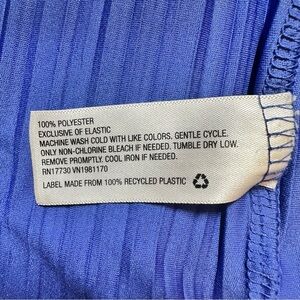 100% POLYESTER
EXCLUSIVE OF ELASTIC
MACHINE WASH COLD WITH LIKE COLORS. GENTLE CYCLE.
ONLY NON-CHLORINE BLEACH IF NEEDED. TUMBLE DRY LOW.
REMOVE PROMPTLY. COOL IRON IF NEEDED.
RN17730 VN1981170
LABEL MADE FROM 100% RECYCLED PLASTIC